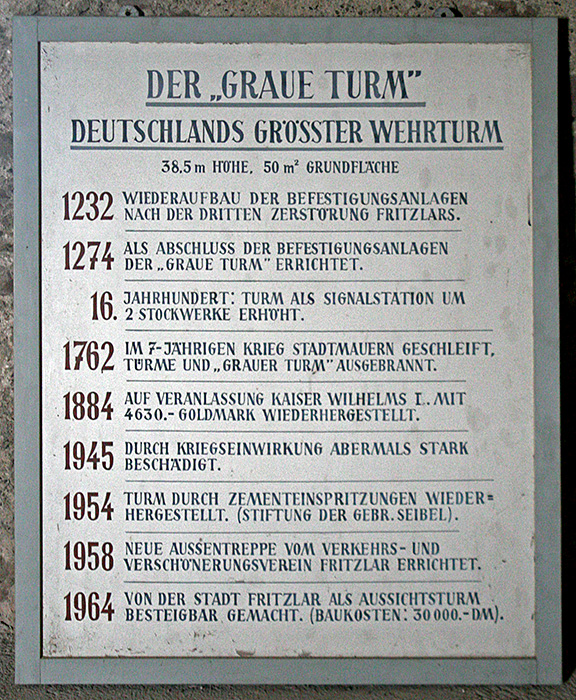 DER „GRAUE TURM”
DEUTSCHLANDS GRÖSSTER WEHRTURM
38,5 m HÖHE, 50 m² GRUNDFLÄCHE
1232 WIEDERAUFBAU DER BEFESTIGUNGSANLAGEN
NACH DER DRITTEN ZERSTÖRUNG FRITZLARS.
1274 ALS ABSCHLUSS DER BEFESTIGUNGSANLAGEN
DER „GRAUE TURM” ERRICHTET.
16. JAHRHUNDERT: TURM ALS SIGNALSTATION UM
2 STOCKWERKE ERHÖHT.
1762 IM 7-JÄHRIGEN KRIEG STADTMAUERN GESCHLEIFT,
TÜRME UND „GRAUER TURM” AUSGEBRANNT.
1884 AUF VERANLASSUNG KAISER WILHELMS I. MIT
4630.- GOLDMARK WIEDERHERGESTELLT.
1945 DURCH KRIEGSEINWIRKUNG ABERMALS STARK
BESCHÄDIGT.
1954 TURM DURCH ZEMENTEINSPRITZUNGEN WIEDER=
HERGESTELLT. (STIFTUNG DER GEBR. SEIBEL).
1958 NEUE AUSSENTREPPE VOM VERKEHRS- UND
VERSCHÖNERUNGSVEREIN FRITZLAR ERRICHTET.
1964 VON DER STADT FRITZLAR ALS AUSSICHTSTURM
BESTEIGBAR GEMACHT. (BAUKOSTEN: 30000.-DM).